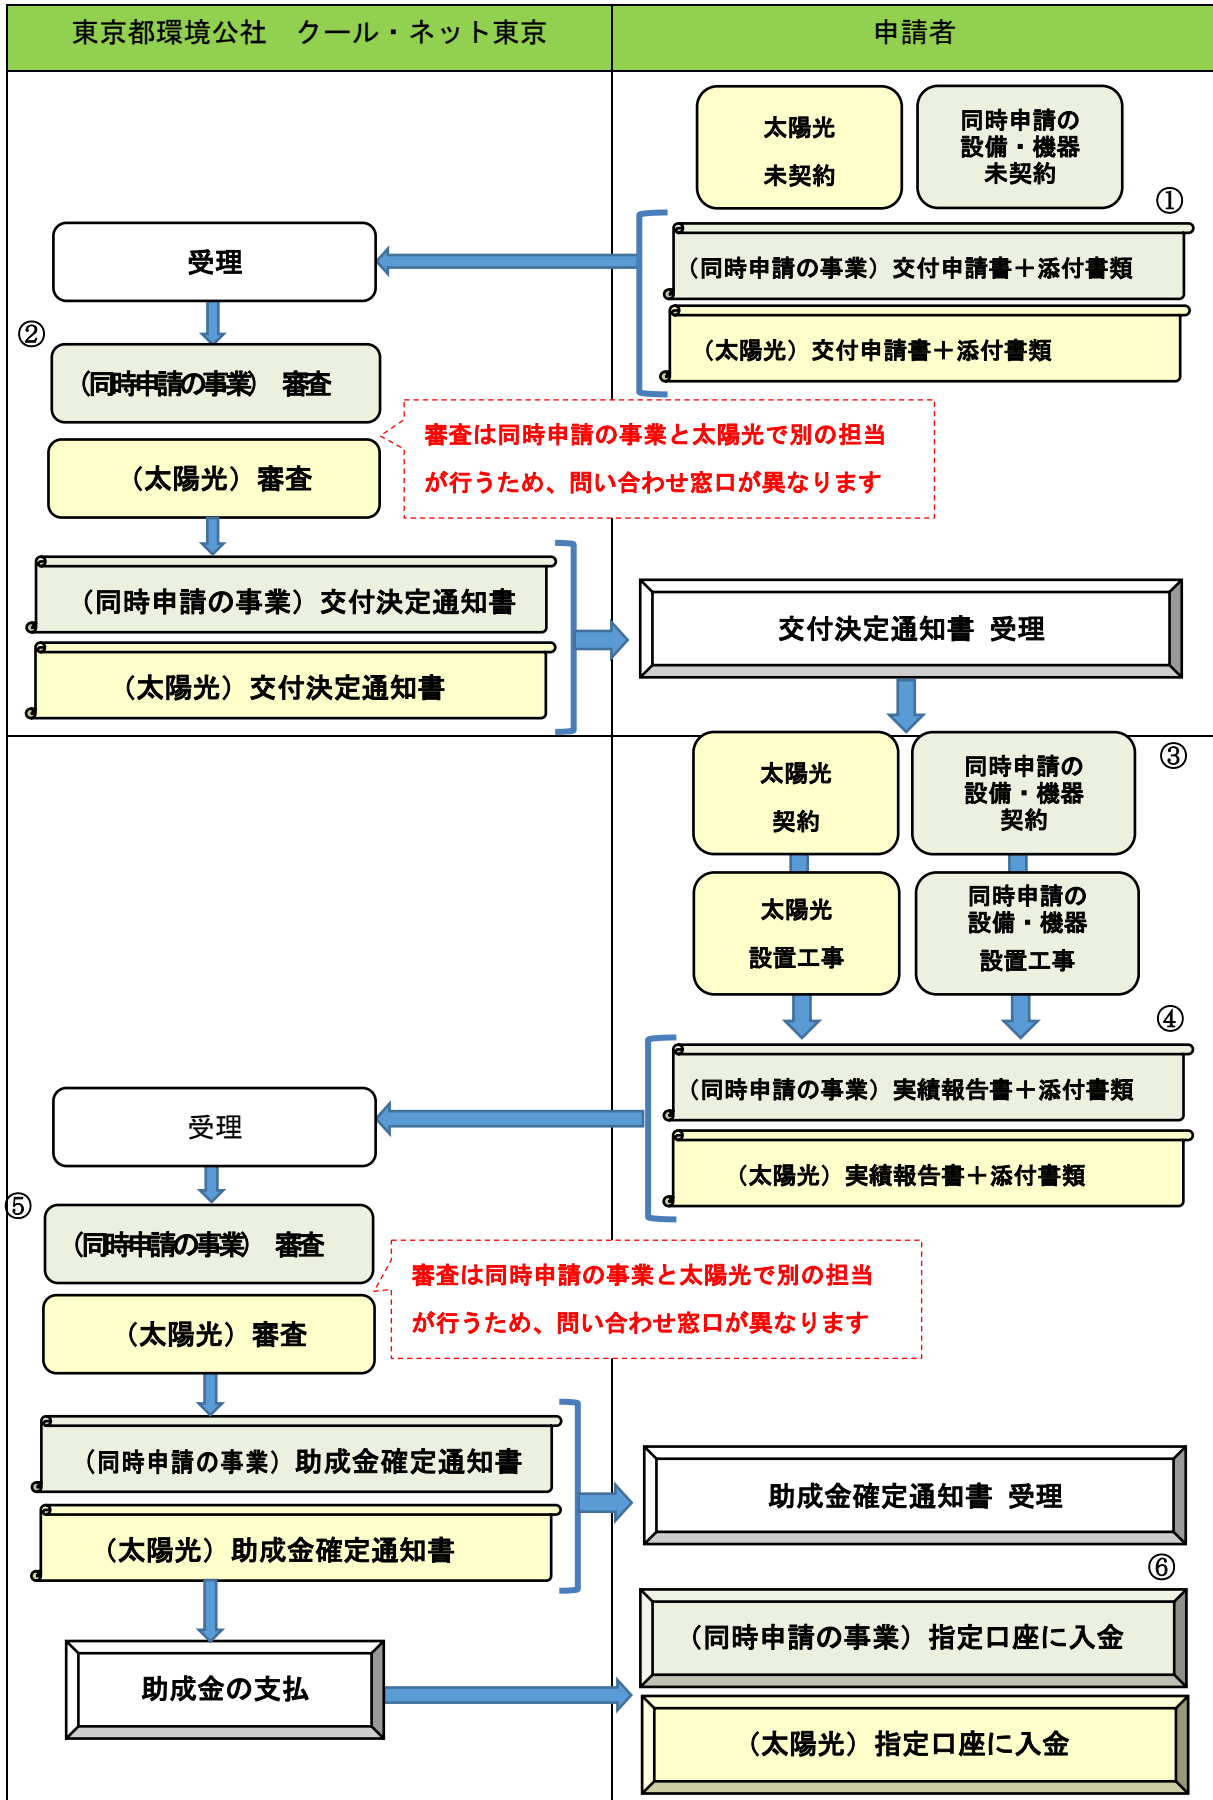 東京都環境公社　クール・ネット東京
申請者
太陽光
未契約
同時申請の
設備・機器
未契約
①
（同時申請の事業）交付申請書＋添付書類
（太陽光）交付申請書＋添付書類
受理
②
（同時申請の事業）　審査
（太陽光）審査
審査は同時申請の事業と太陽光で別の担当
が行うため、問い合わせ窓口が異なります
（同時申請の事業）交付決定通知書
（太陽光）交付決定通知書
交付決定通知書 受理
③
太陽光
契約
同時申請の
設備・機器
契約
太陽光
設置工事
同時申請の
設備・機器
設置工事
④
（同時申請の事業）実績報告書＋添付書類
（太陽光）実績報告書＋添付書類
受理
⑤
（同時申請の事業）　審査
（太陽光）審査
審査は同時申請の事業と太陽光で別の担当
が行うため、問い合わせ窓口が異なります
（同時申請の事業）助成金確定通知書
（太陽光）助成金確定通知書
助成金確定通知書 受理
⑥
助成金の支払
（同時申請の事業）指定口座に入金
（太陽光）指定口座に入金